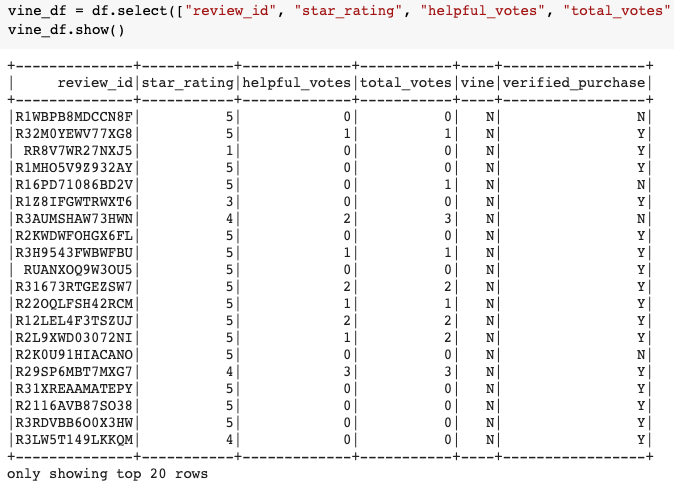 vine_df = df.select(["review_id", "star_rating", "helpful_votes", "total_votes"
vine_df.show()
+--------------+-----------+-------------+-----------+----+-----------------+
|     review_id|star_rating|helpful_votes|total_votes|vine|verified_purchase|
+--------------+-----------+-------------+-----------+----+-----------------+
|R1WBPB8MDCCN8F|          5|            0|          0|   N|                N|
|R32M0YEWV77XG8|          5|            1|          1|   N|                Y|
| RR8V7WR27NXJ5|          1|            0|          0|   N|                Y|
|R1MHO5V9Z932AY|          5|            0|          0|   N|                Y|
|R16PD71086BD2V|          5|            0|          1|   N|                N|
|R1Z8IFGWTRWXT6|          3|            0|          0|   N|                Y|
|R3AUMSHAW73HWN|          4|            2|          3|   N|                N|
|R2KWDWFOHGX6FL|          5|            0|          0|   N|                Y|
|R3H9543FWBWFBU|          5|            1|          1|   N|                Y|
| RUANXOQ9W3OU5|          5|            0|          0|   N|                Y|
|R31673RTGEZSW7|          5|            2|          2|   N|                Y|
|R22OQLFSH42RCM|          5|            1|          1|   N|                Y|
|R12LEL4F3TSZUJ|          5|            2|          2|   N|                Y|
|R2L9XWD03072NI|          5|            1|          2|   N|                Y|
|R2K0U91HIACANO|          5|            0|          0|   N|                N|
|R29SP6MBT7MXG7|          4|            3|          3|   N|                Y|
|R31XREAAMATEPY|          5|            0|          0|   N|                Y|
|R2116AVB87SO38|          5|            0|          0|   N|                Y|
|R3RDVBB6O0X3HW|          5|            0|          0|   N|                Y|
|R3LW5T149LKKQM|          4|            0|          0|   N|                Y|
+--------------+-----------+-------------+-----------+----+-----------------+
only showing top 20 rows